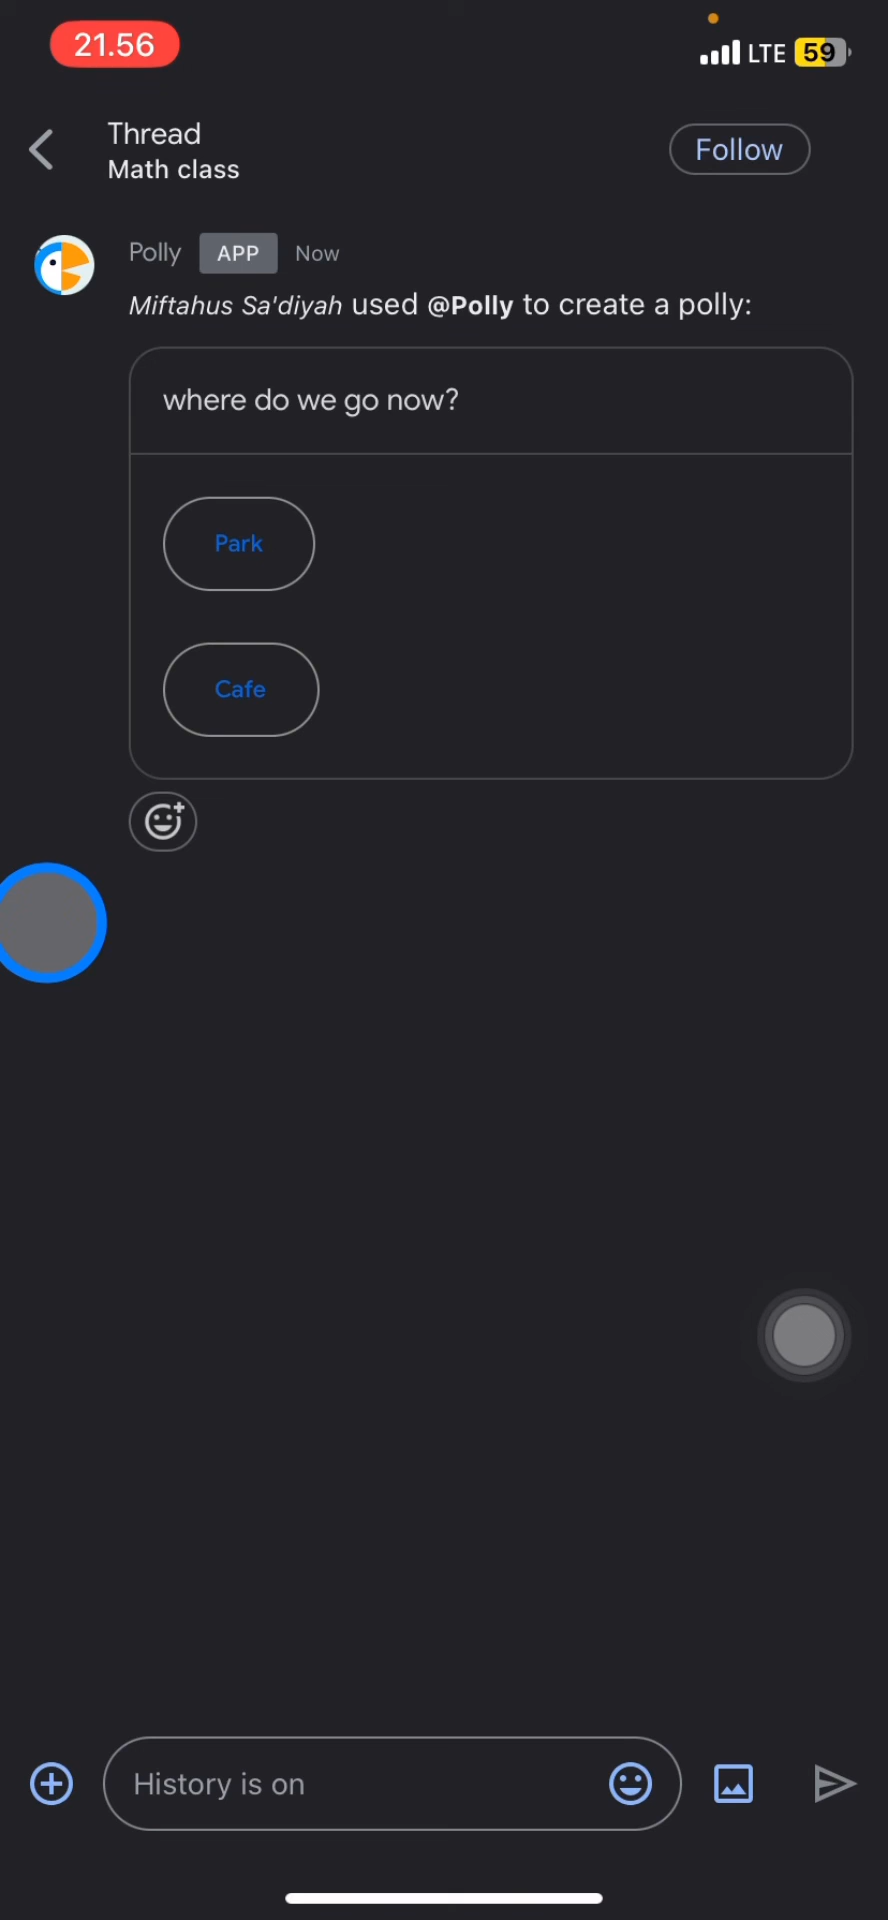 21.56
LTE 59
Thread
Math class
Follow
Polly APP Now
Miftahus Sa'diyah used @Polly to create a polly:
where do we go now?
Park
Cafe
History is on